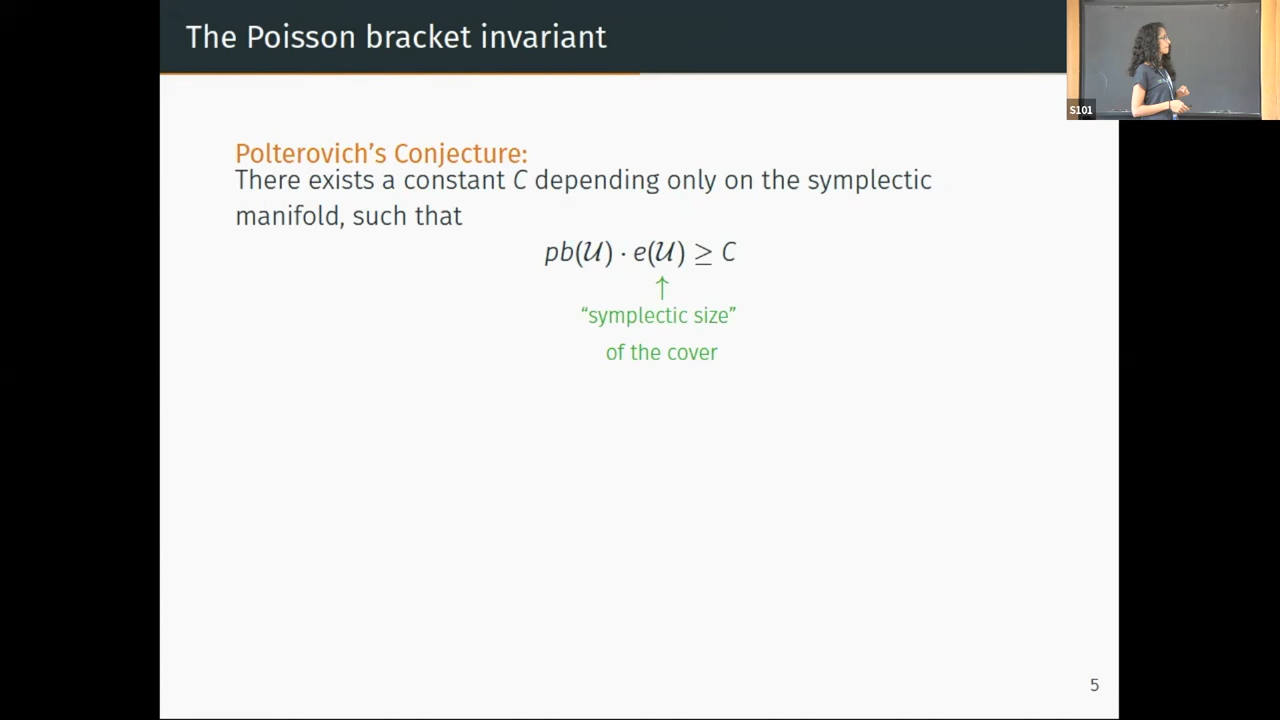 The Poisson bracket invariant
S101
Polterovich's Conjecture:
There exists a constant C depending only on the symplectic
manifold, such that
pb(𝒰) · e(𝒰) ≥ C
↑
“symplectic size”
of the cover
5